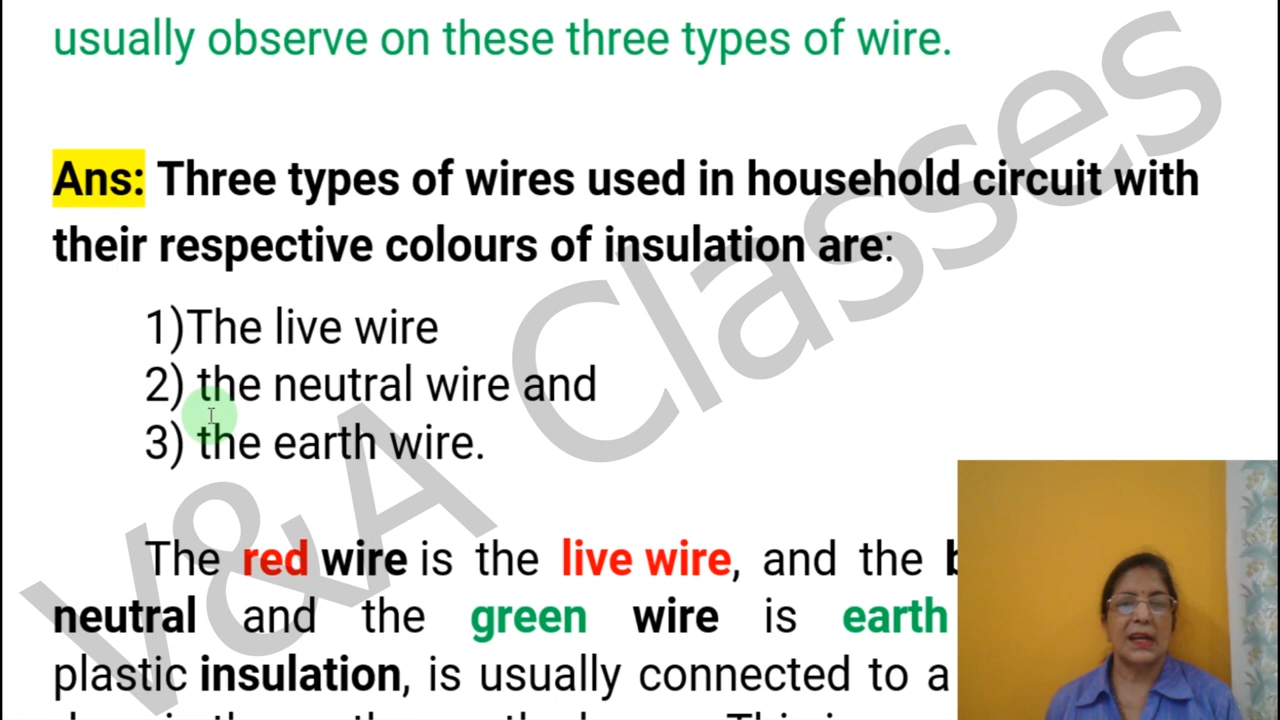 usually observe on these three types of wire.
Ans: Three types of wires used in household circuit with
their respective colours of insulation are:
1)The live wire
2) the neutral wire and
3) the earth wire.
The red wire is the live wire, and the
neutral and the green wire is earth
plastic insulation, is usually connected to a
V&A Classes